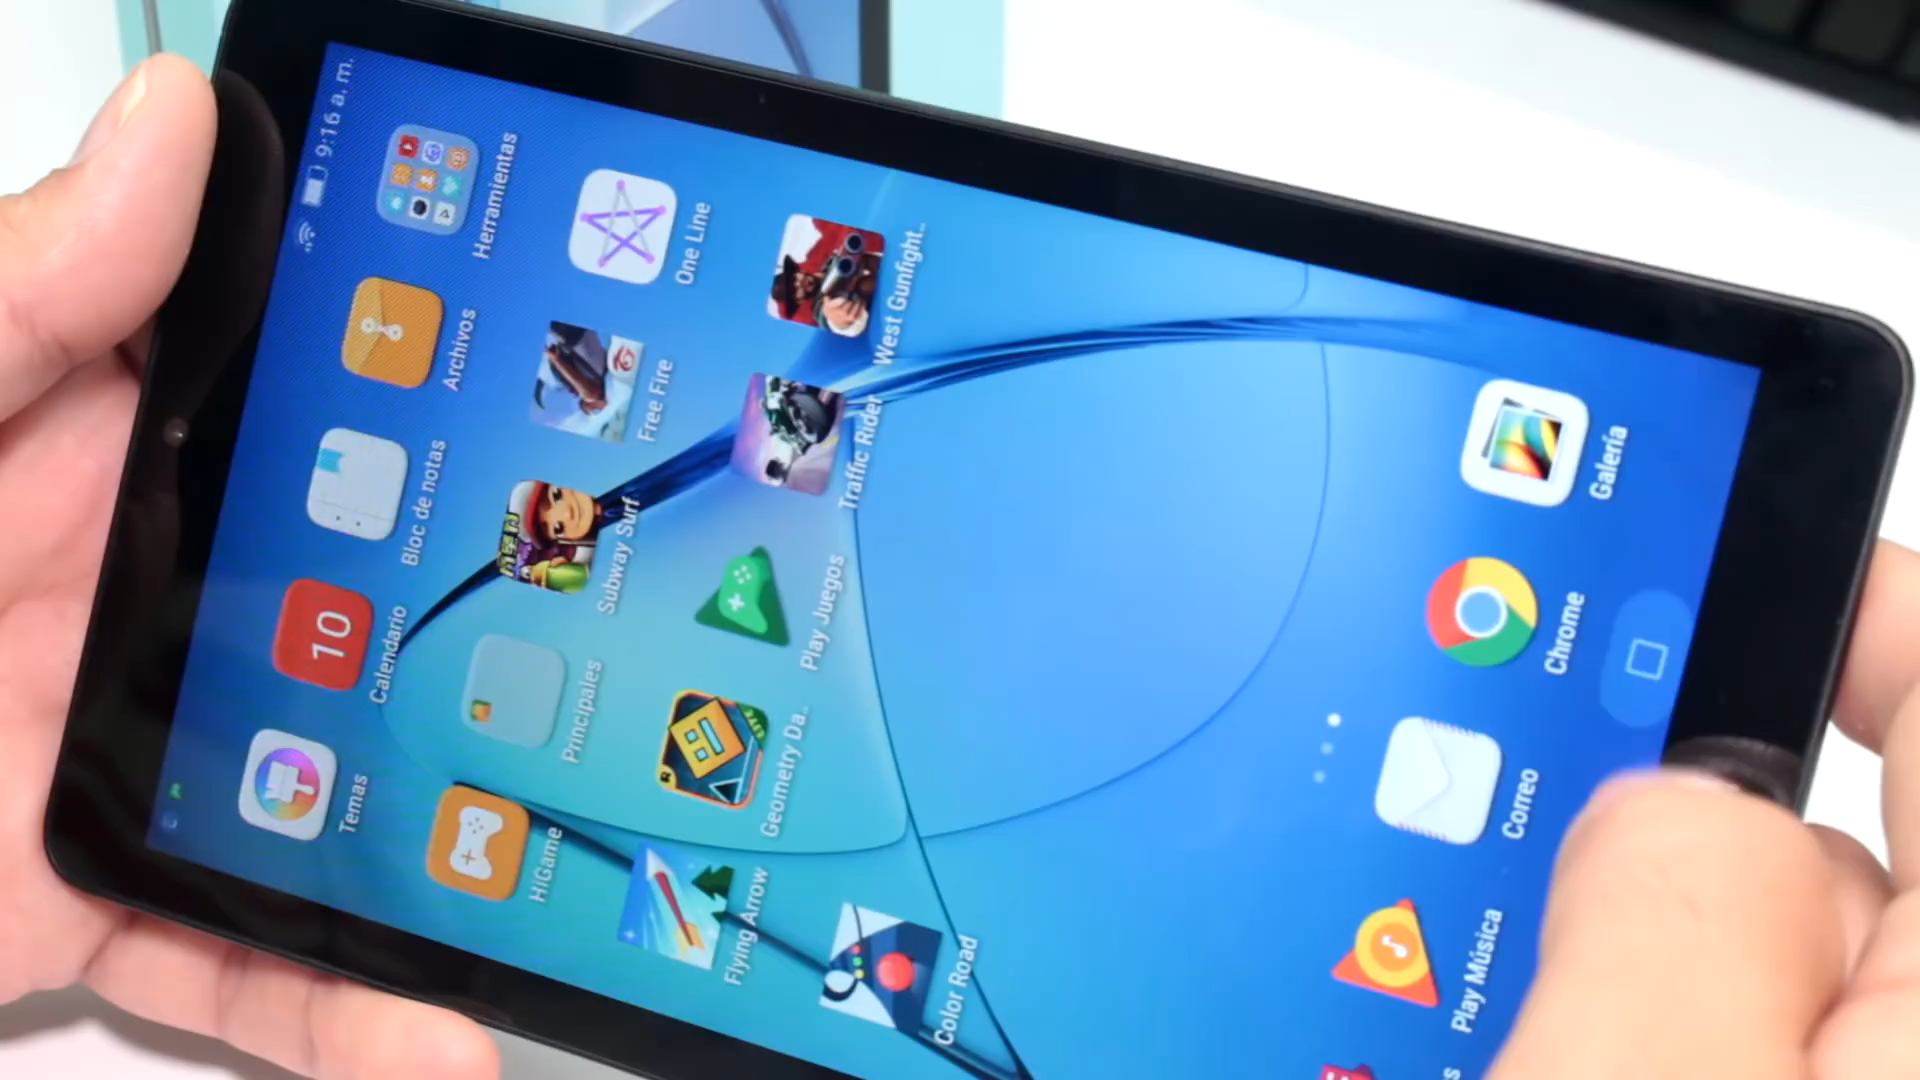 9:16 a. m.
Temas
10
Calendario
Bloc de notas
Archivos
Herramientas
HiGame
Principales
Subway Surf
Free Fire
One Line
Flying Arrow
Geometry Da..
Play Juegos
Traffic Rider
West Gunfight..
Color Road
Play Música
Correo
Chrome
Galería